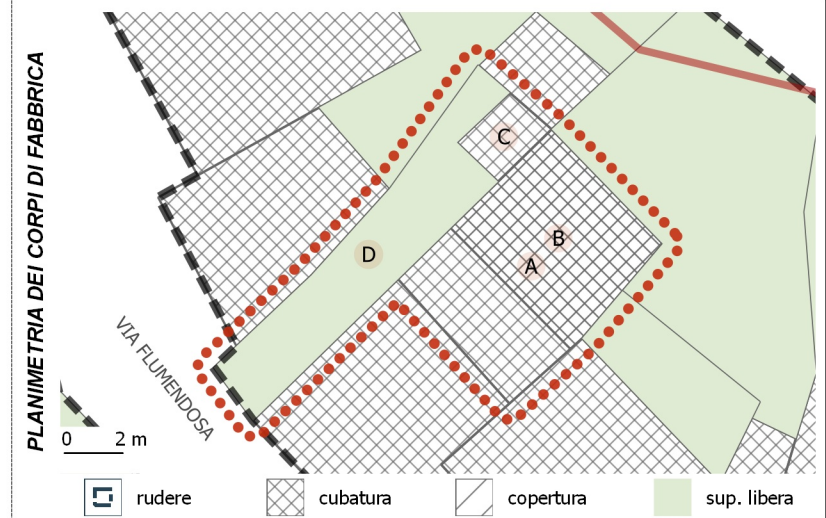 PLANIMETRIA DEI CORPI DI FABBRICA
C
B
A
D
VIA FLUMENDOSA
0 2 m
rudere cubatura copertura sup. libera